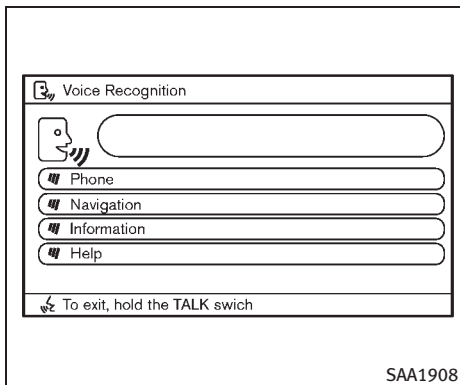 Voice Recognition
Phone
Navigation
Information
Help
To exit, hold the TALK swich
SAA1908